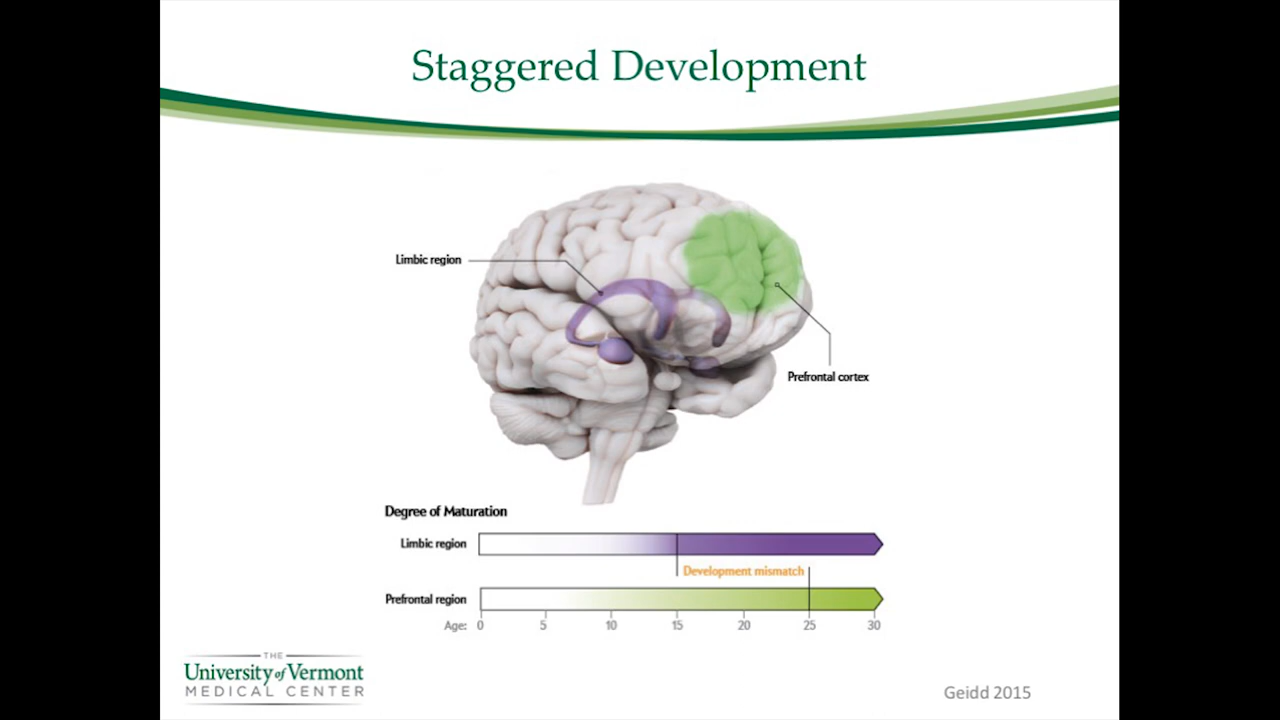 Staggered Development
Limbic region
Prefrontal cortex
Degree of Maturation
Limbic region
Development mismatch
Prefrontal region
Age: 0 5 10 15 20 25 30
THE
University of Vermont
MEDICAL CENTER
Geidd 2015